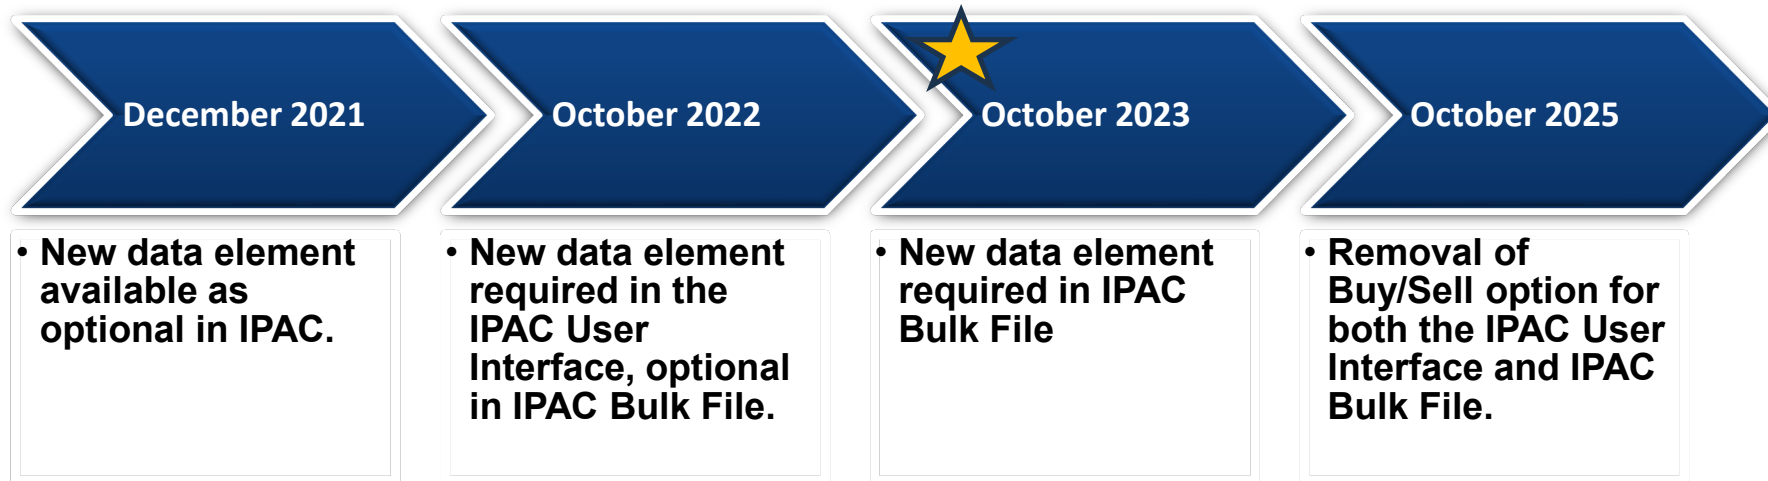 December 2021
October 2022
October 2023
October 2025
• New data element
available as
optional in IPAC.
• New data element
required in the
IPAC User
Interface, optional
in IPAC Bulk File.
• New data element
required in IPAC
Bulk File
• Removal of
Buy/Sell option for
both the IPAC User
Interface and IPAC
Bulk File.